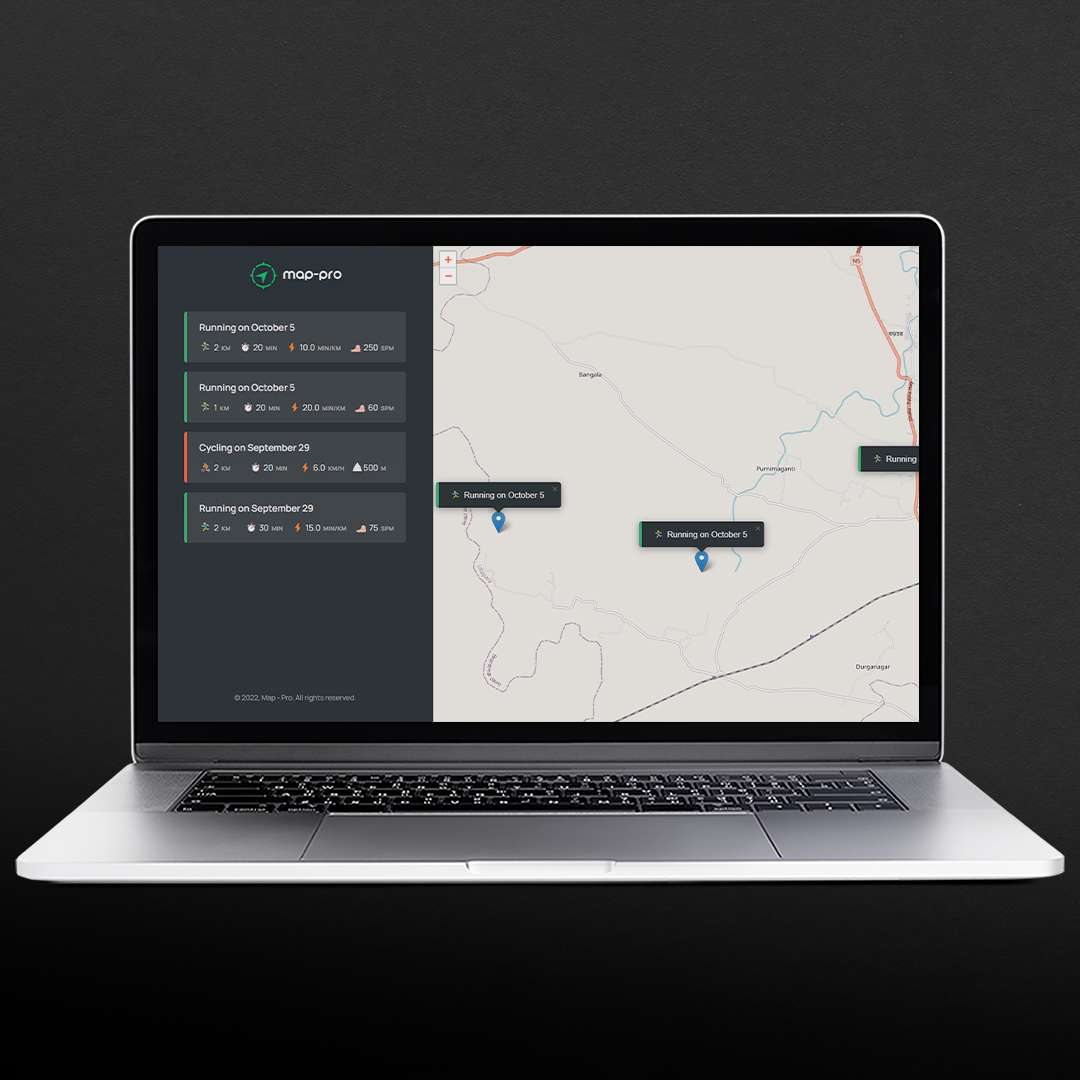 map-pro
Running on October 5
2 KM 20 MIN 10.0 MIN/KM 250 SPM
Running on October 5
1 KM 20 MIN 20.0 MIN/KM 60 SPM
Cycling on September 29
2 KM 20 MIN 6.0 KM/H 500 M
Running on September 29
2 KM 30 MIN 15.0 MIN/KM 75 SPM
© 2022, Map - Pro. All rights reserved.
+
−
N5
Bangala
Purnimaganti
Running
× Running on October 5
× Running on October 5
Durganagar